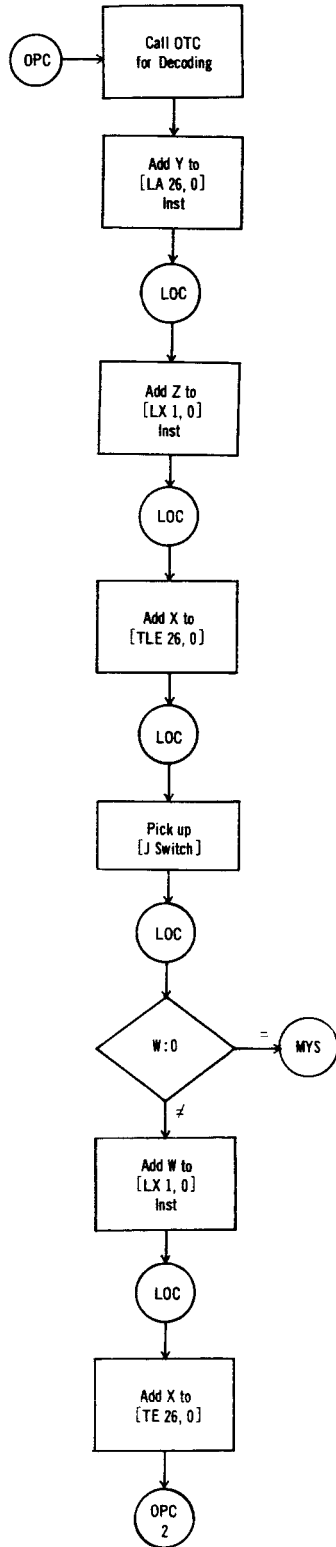 OPC
Call OTC
for Decoding
Add Y to
[LA 26, 0]
Inst
LOC
Add Z to
[LX 1, 0]
Inst
LOC
Add X to
[TLE 26, 0]
LOC
Pick up
[J Switch]
LOC
W:0
=
MYS
≠
Add W to
[LX 1, 0]
Inst
LOC
Add X to
[TE 26, 0]
OPC
2